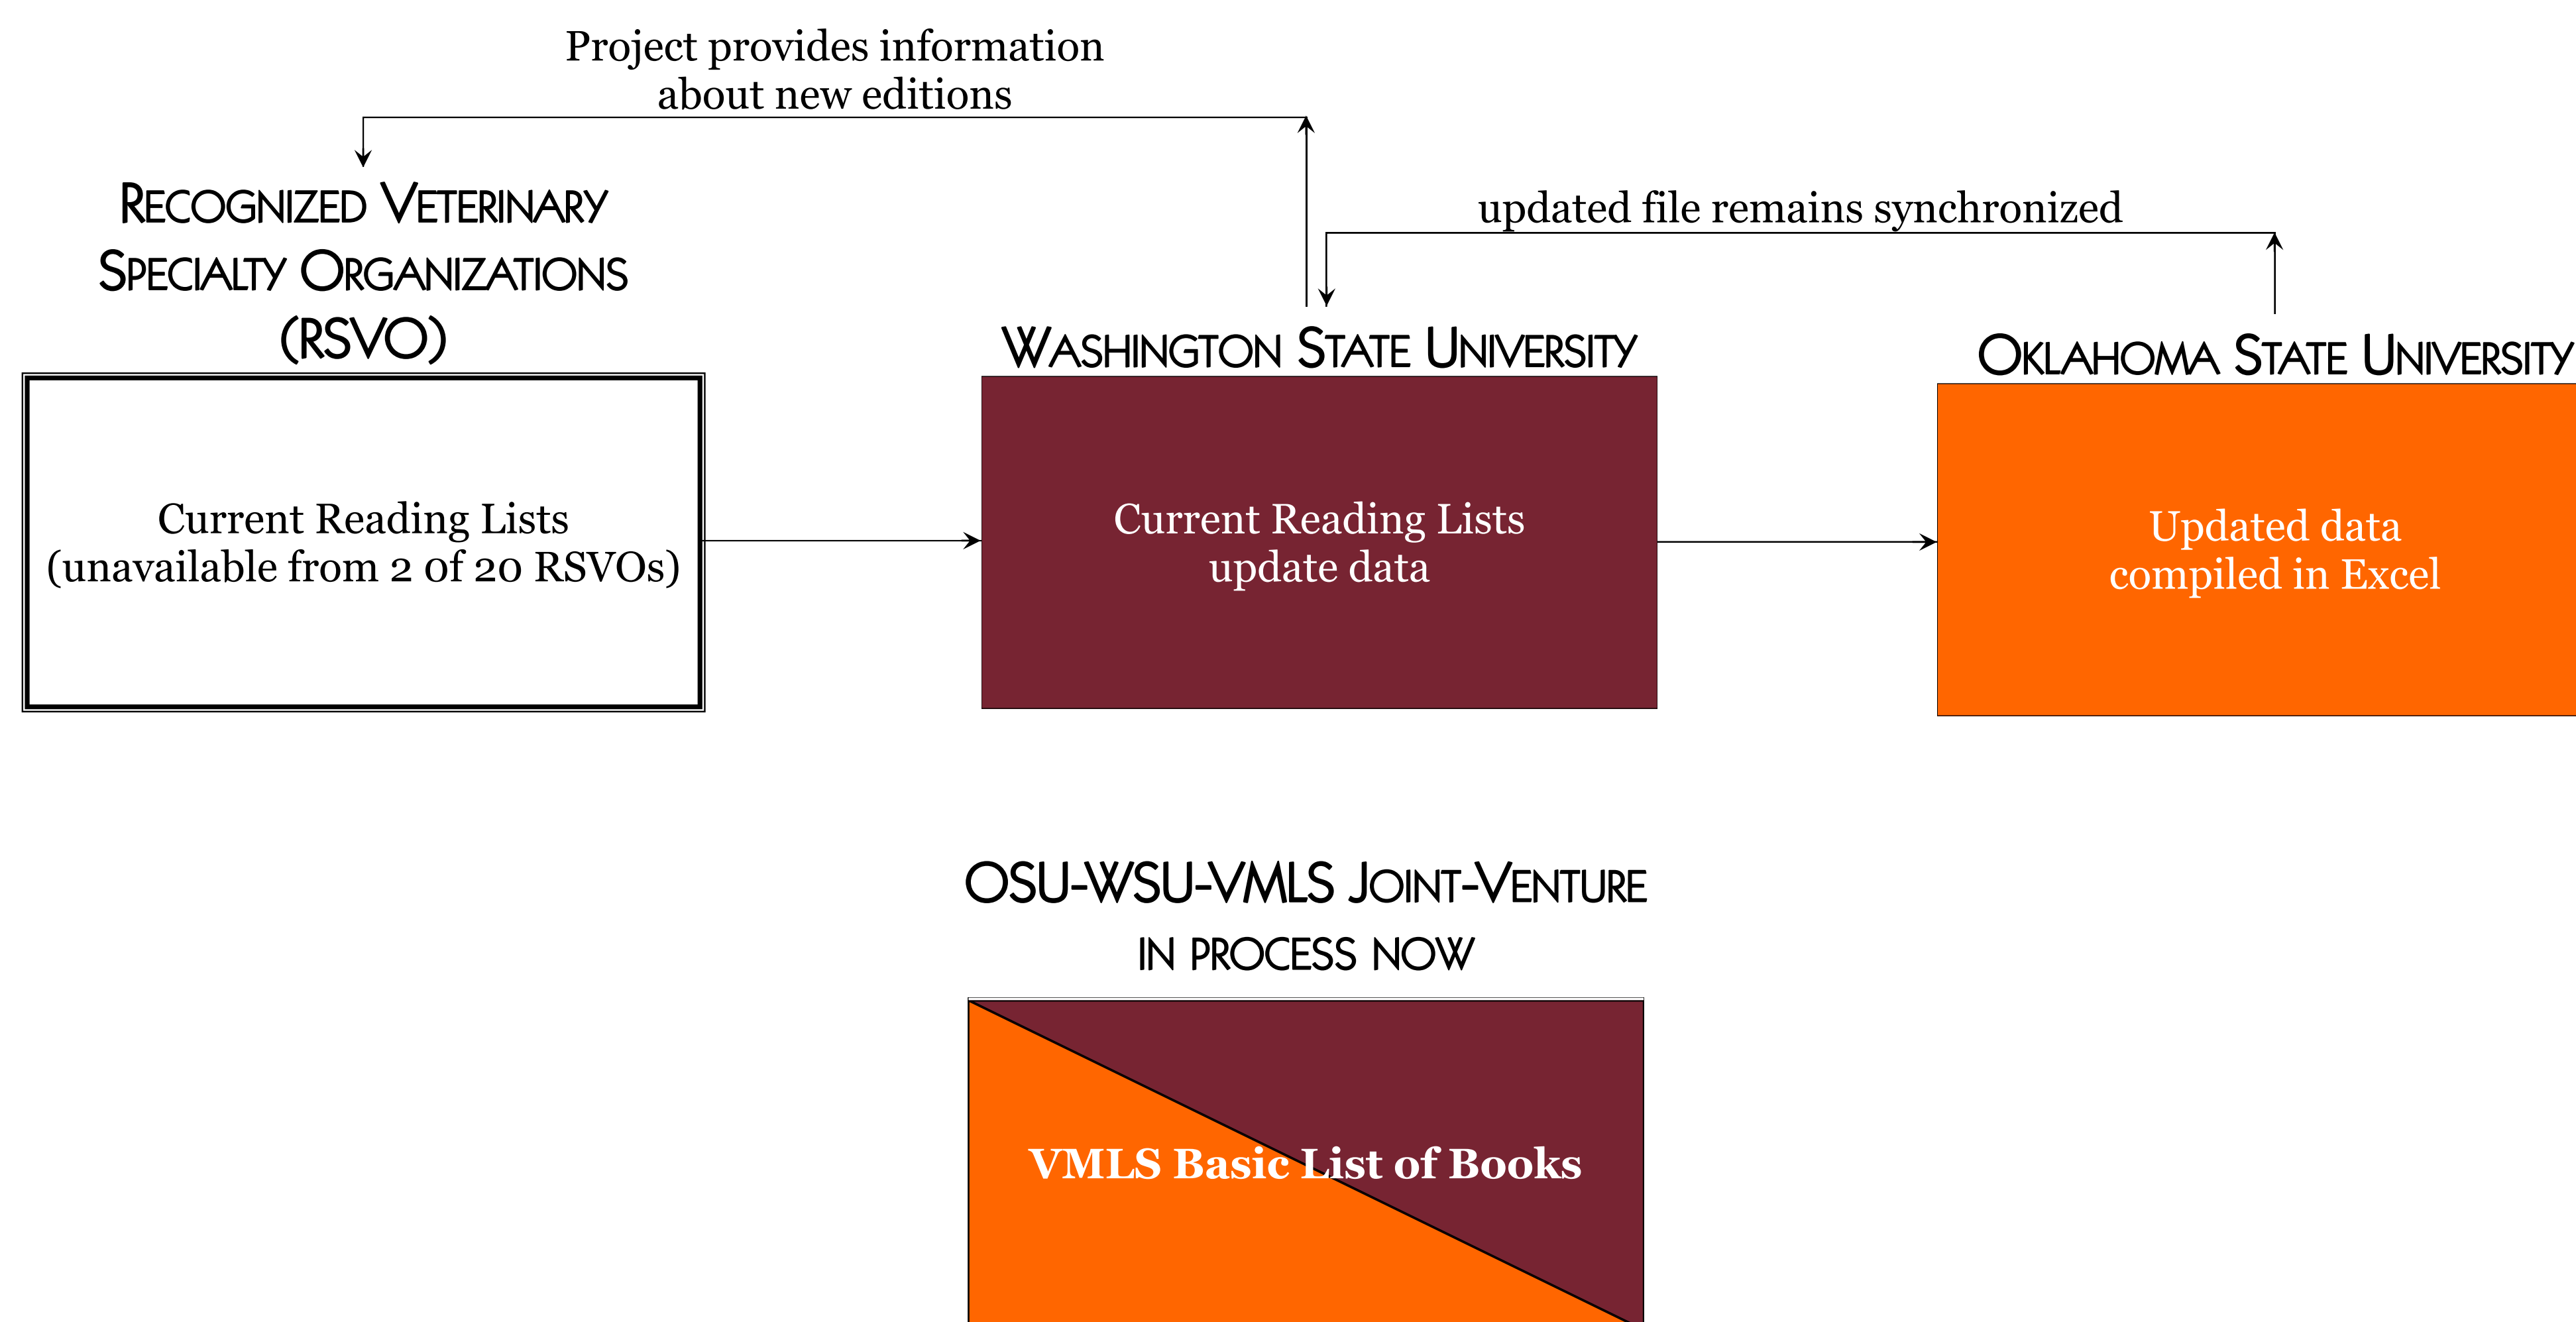 Project provides information
about new editions
updated file remains synchronized
Recognized Veterinary
Specialty Organizations
(RSVO)
Washington State University
Oklahoma State University
Current Reading Lists
(unavailable from 2 of 20 RSVOs)
Current Reading Lists
update data
Updated data
compiled in Excel
OSU-WSU-VMLS Joint-Venture
in process now
VMLS Basic List of Books